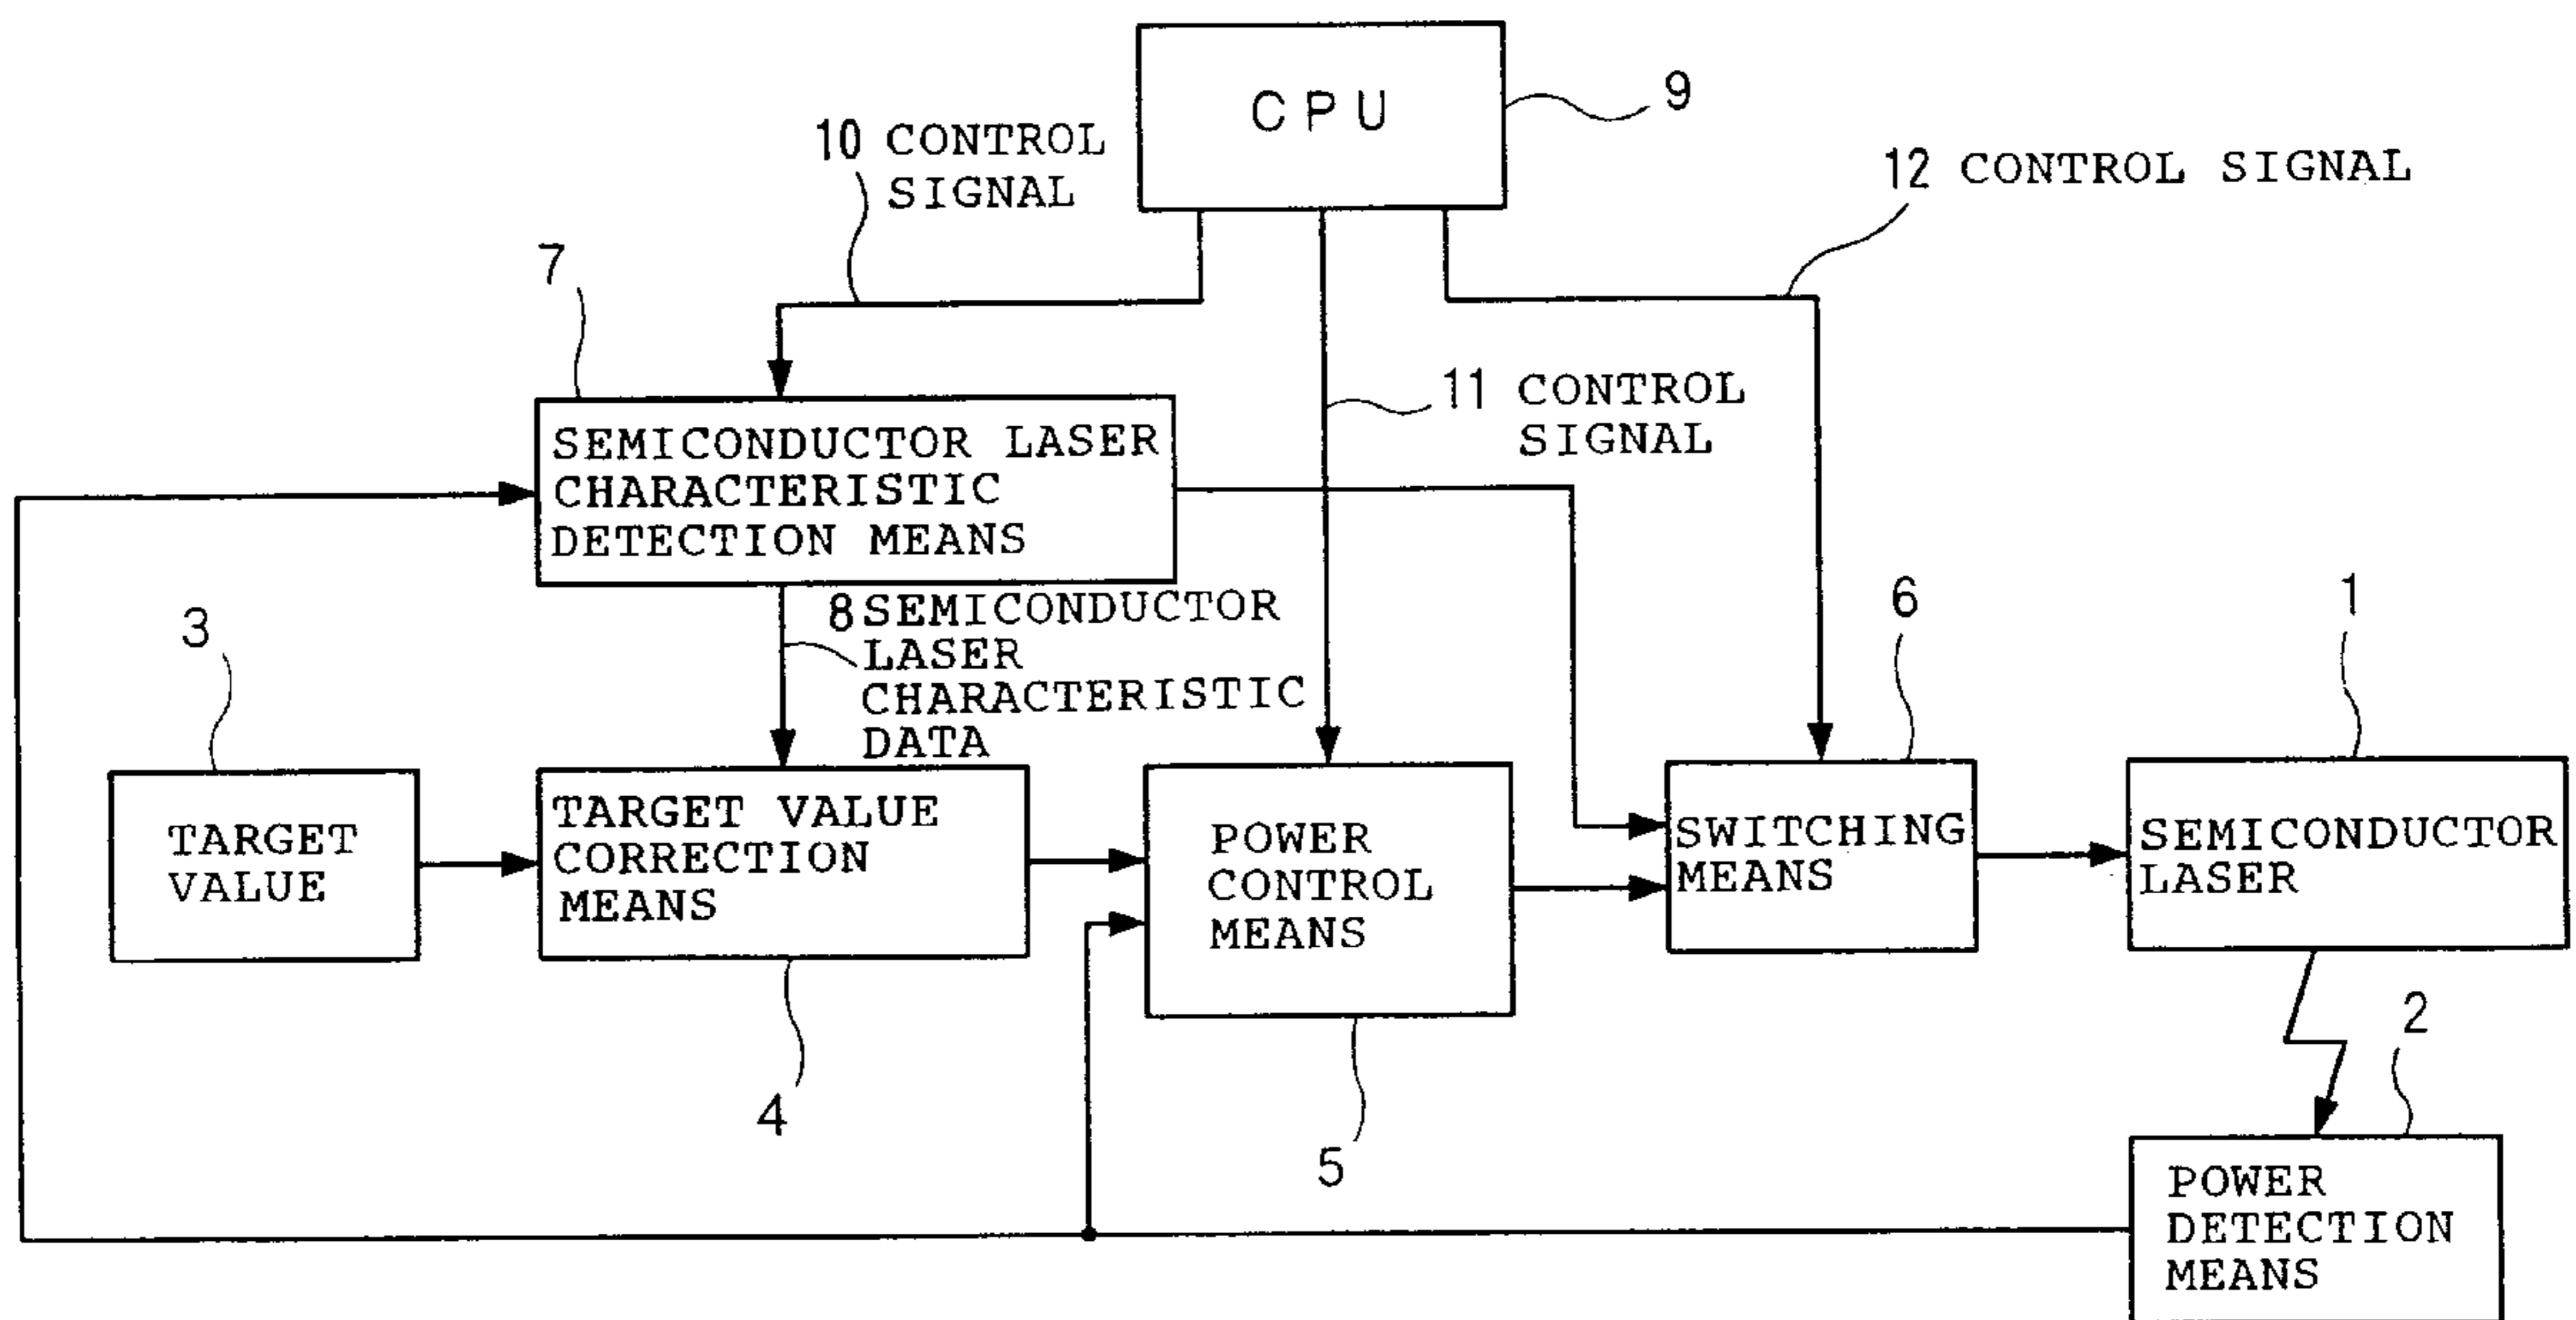 CPU
9
10 CONTROL
SIGNAL
12 CONTROL SIGNAL
7
11 CONTROL
SIGNAL
SEMICONDUCTOR LASER
CHARACTERISTIC
DETECTION MEANS
8 SEMICONDUCTOR
LASER
CHARACTERISTIC
DATA
3
6
1
TARGET
VALUE
TARGET VALUE
CORRECTION
MEANS
POWER
CONTROL
MEANS
SWITCHING
MEANS
SEMICONDUCTOR
LASER
4
5
2
POWER
DETECTION
MEANS